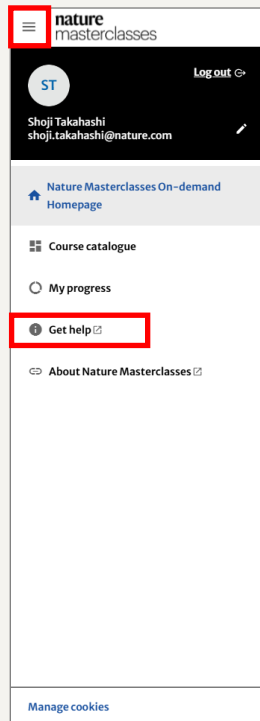 nature
masterclasses
ST
Log out
Shoji Takahashi
shoji.takahashi@nature.com
Nature Masterclasses On-demand
Homepage
Course catalogue
My progress
Get help
About Nature Masterclasses
Manage cookies